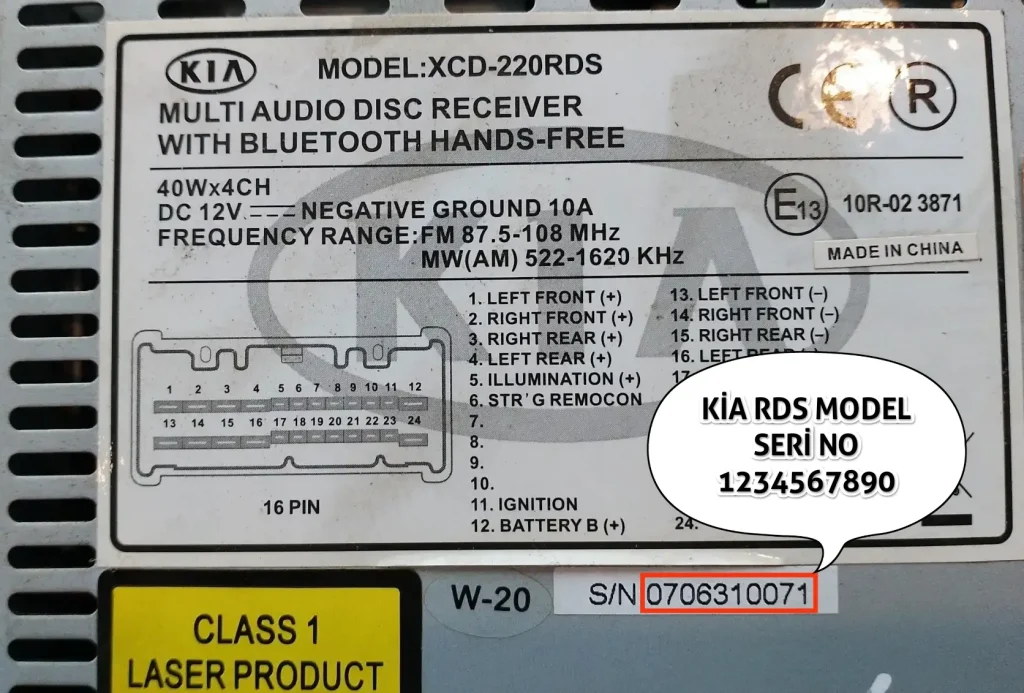 KIA MODEL:XCD-220RDS
MULTI AUDIO DISC RECEIVER
WITH BLUETOOTH HANDS-FREE
CE R
40Wx4CH
DC 12V NEGATIVE GROUND 10A
FREQUENCY RANGE:FM 87.5-108 MHz
MW(AM) 522-1620 KHz
E13 10R-02 3871
MADE IN CHINA
KIA
1. LEFT FRONT (+)
2. RIGHT FRONT (+)
3. RIGHT REAR (+)
4. LEFT REAR (+)
5. ILLUMINATION (+)
6. STR'G REMOCON
7.
8.
9.
10.
11. IGNITION
12. BATTERY B (+)
13. LEFT FRONT (–)
14. RIGHT FRONT (–)
15. RIGHT REAR (–)
16. LEFT
17
24.
1 2 3 4 5 6 7 8 9 10 11 12
13 14 15 16 17 18 19 20 21 22 23 24
16 PIN
KİA RDS MODEL
SERİ NO
1234567890
CLASS 1
LASER PRODUCT
W-20
S/N 0706310071